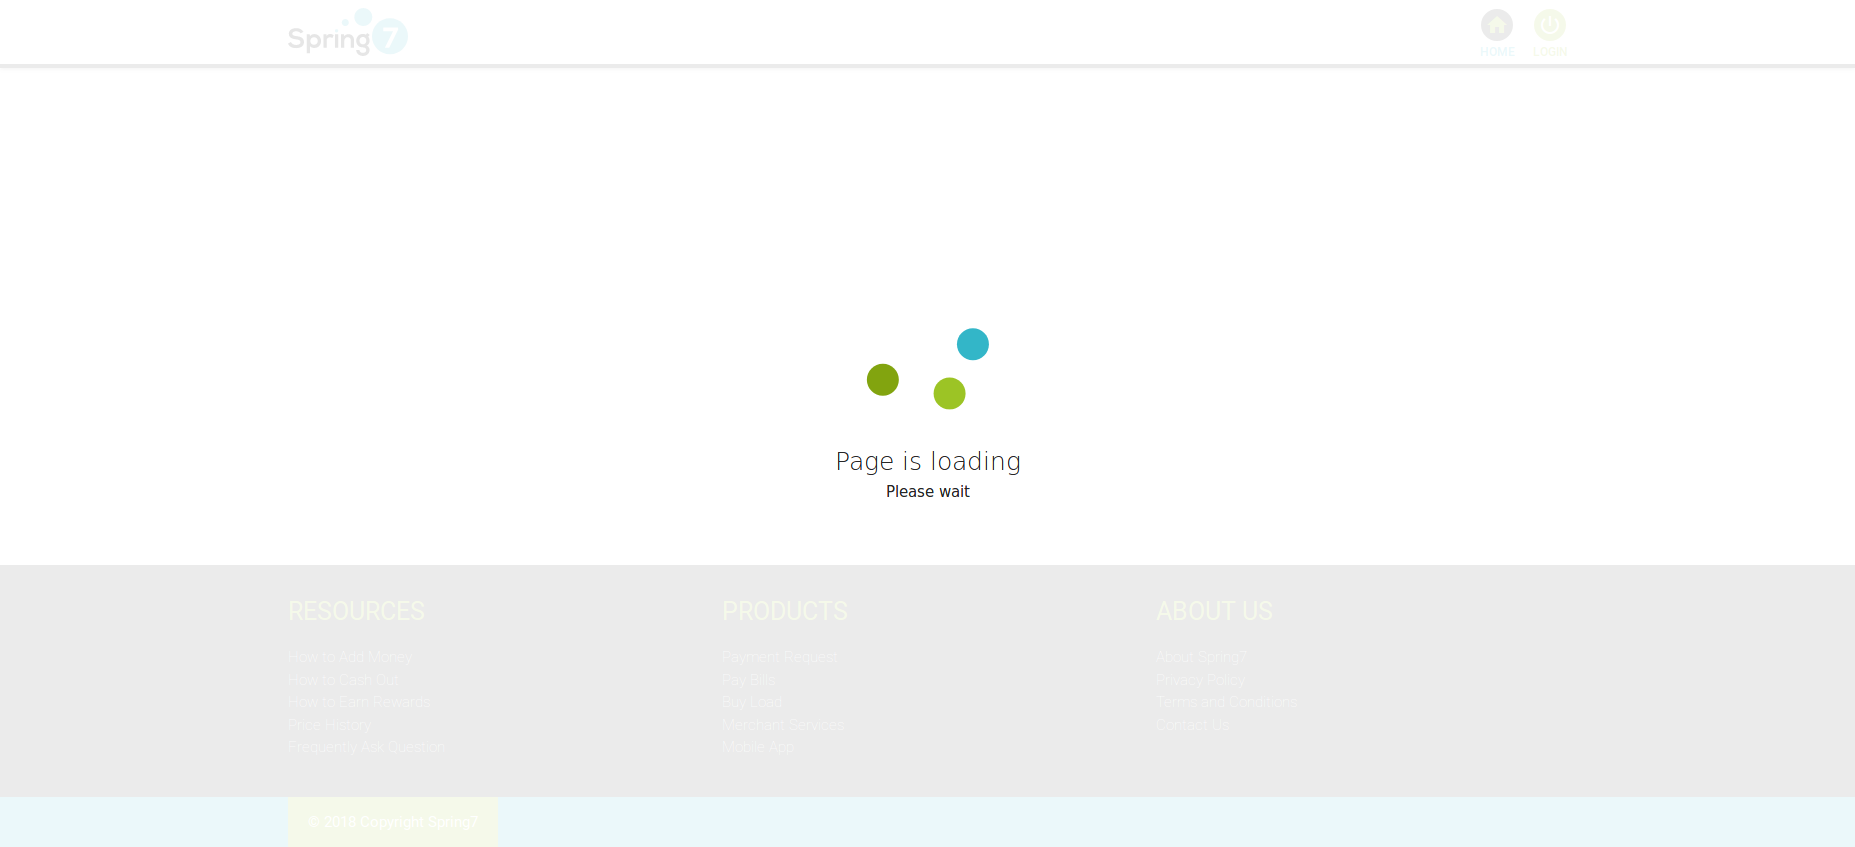 Spring7
HOME
LOGIN
Page is loading
Please wait
RESOURCES
How to Add Money
How to Cash Out
How to Earn Rewards
Price History
Frequently Ask Question
PRODUCTS
Payment Request
Pay Bills
Buy Load
Merchant Services
Mobile App
ABOUT US
About Spring7
Privacy Policy
Terms and Conditions
Contact Us
© 2018 Copyright Spring7